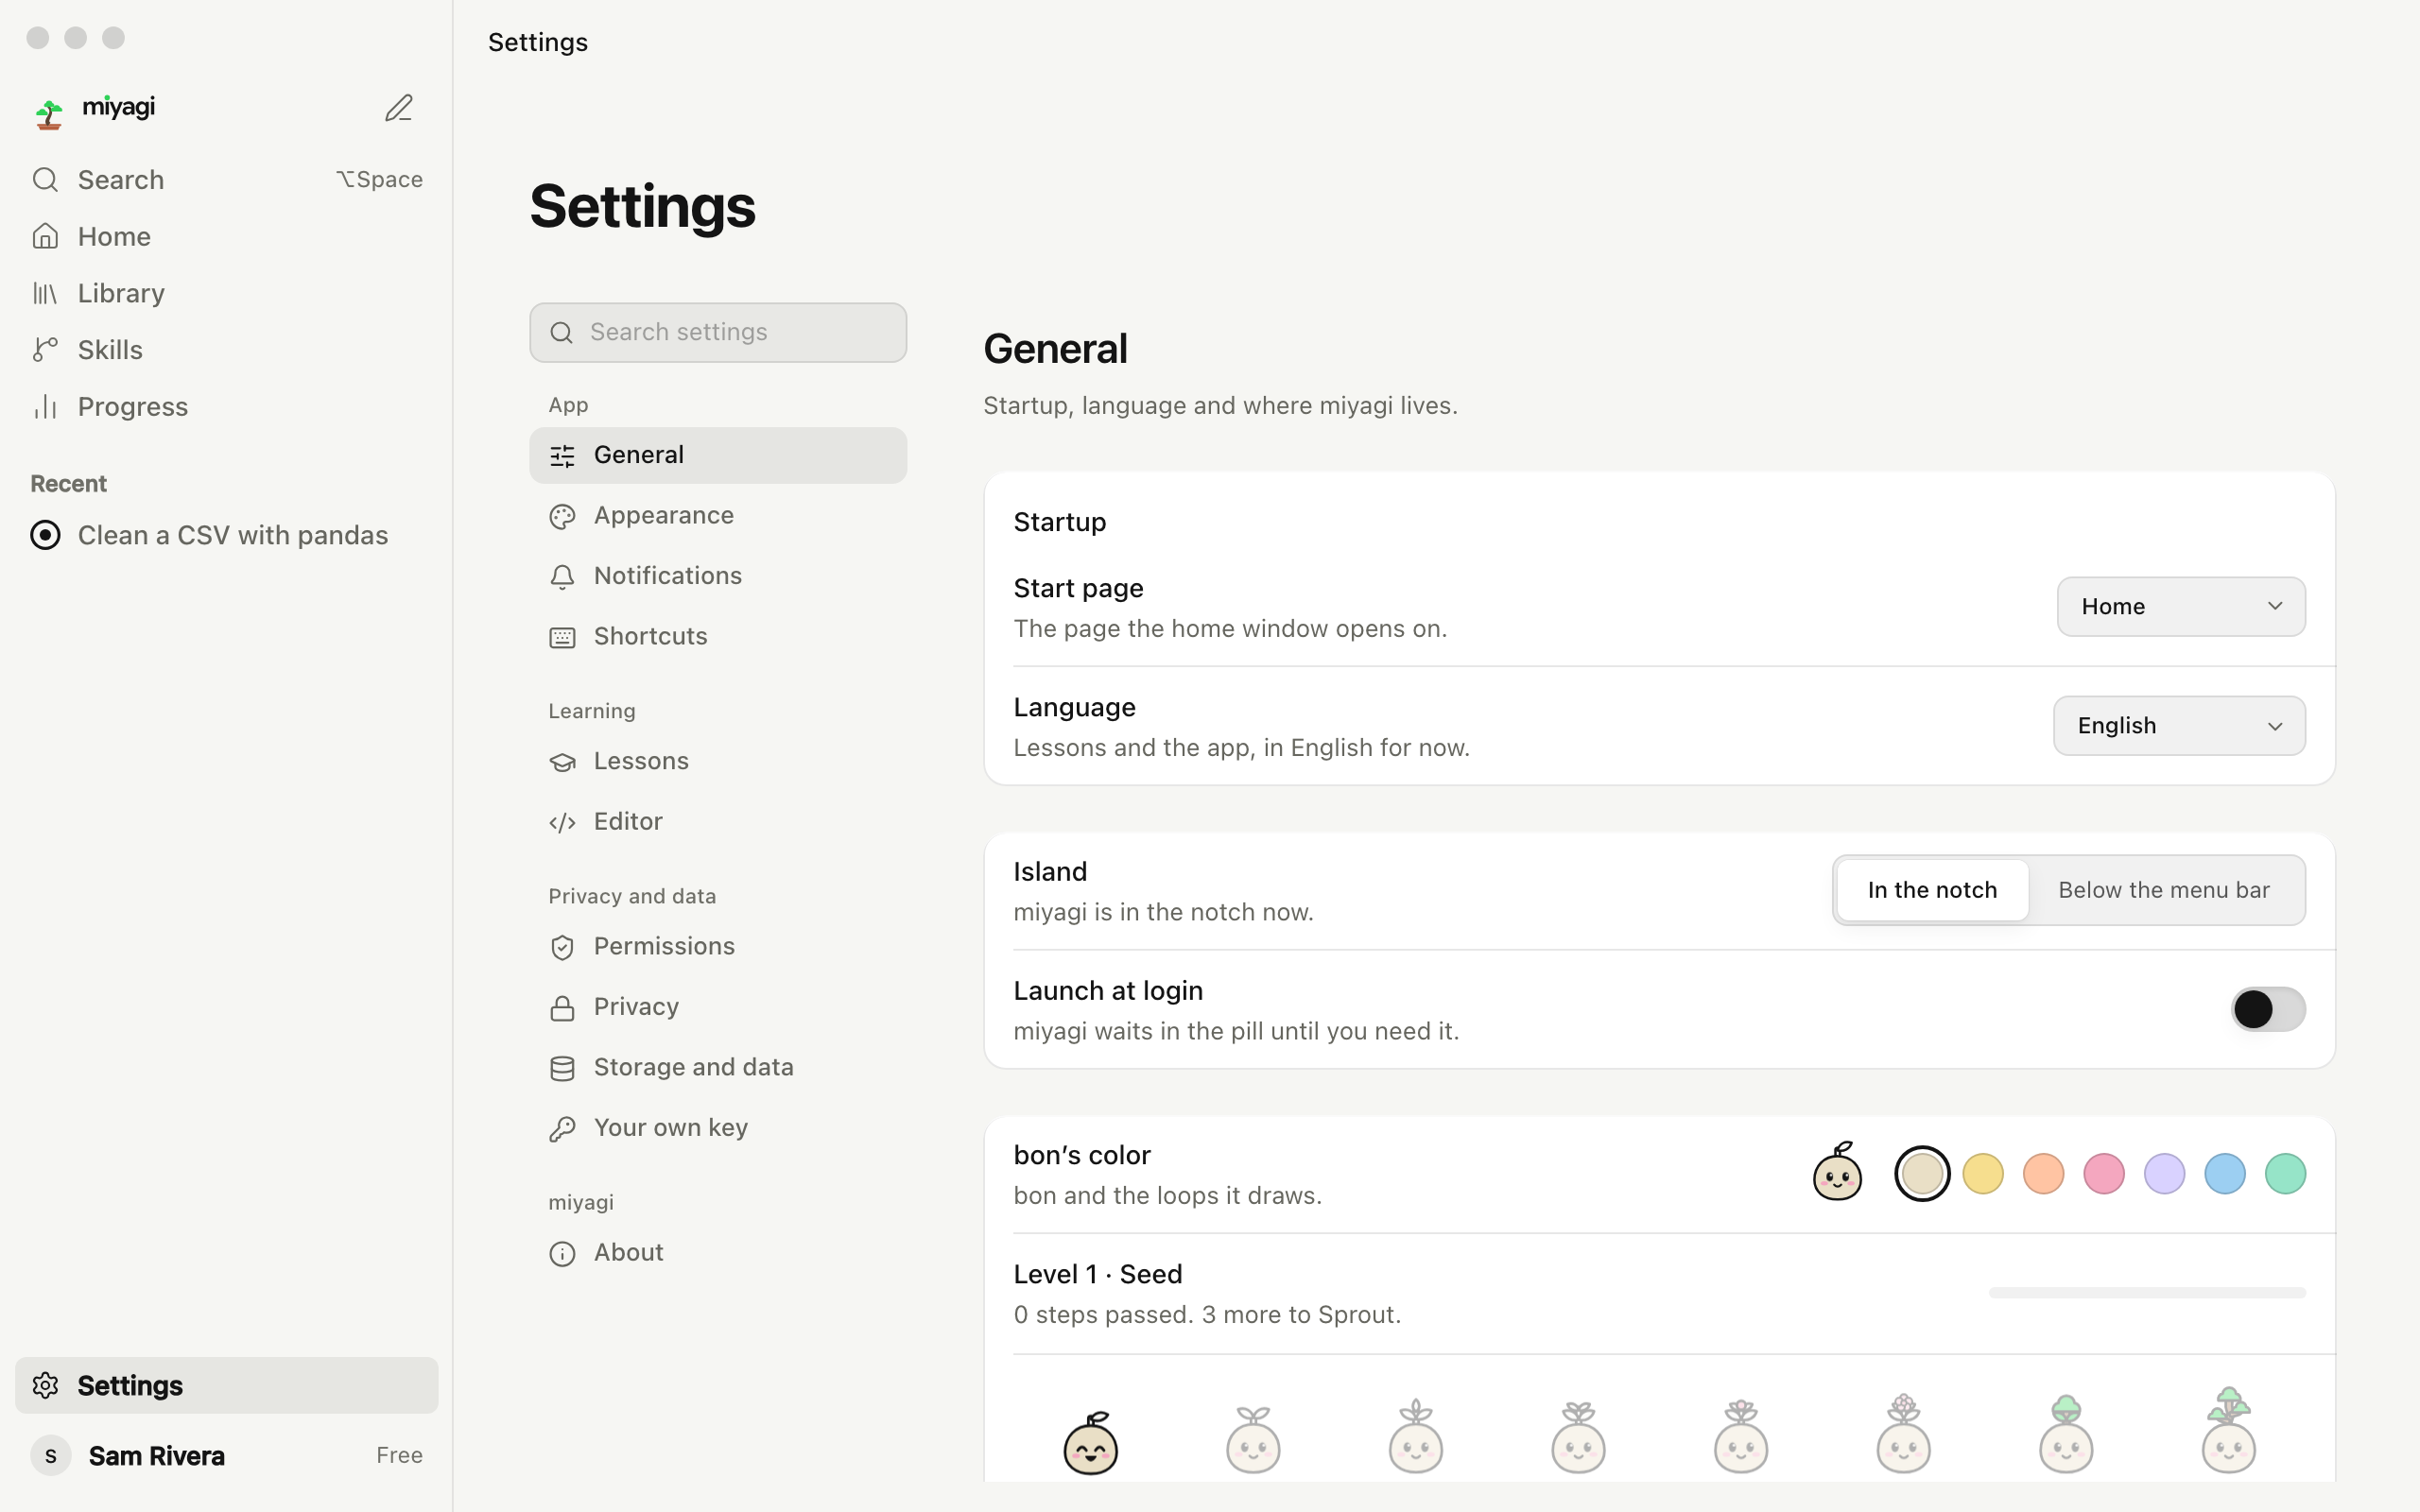 Settings
miyagi
Search
⌥Space
Home
Library
Skills
Progress
Recent
Clean a CSV with pandas
Settings
S
Sam Rivera
Free
Settings
Search settings
App
General
Appearance
Notifications
Shortcuts
Learning
Lessons
Editor
Privacy and data
Permissions
Privacy
Storage and data
Your own key
miyagi
About
General
Startup, language and where miyagi lives.
Startup
Start page
The page the home window opens on.
Home
Language
Lessons and the app, in English for now.
English
Island
miyagi is in the notch now.
In the notch
Below the menu bar
Launch at login
miyagi waits in the pill until you need it.
bon’s color
bon and the loops it draws.
Level 1 · Seed
0 steps passed. 3 more to Sprout.